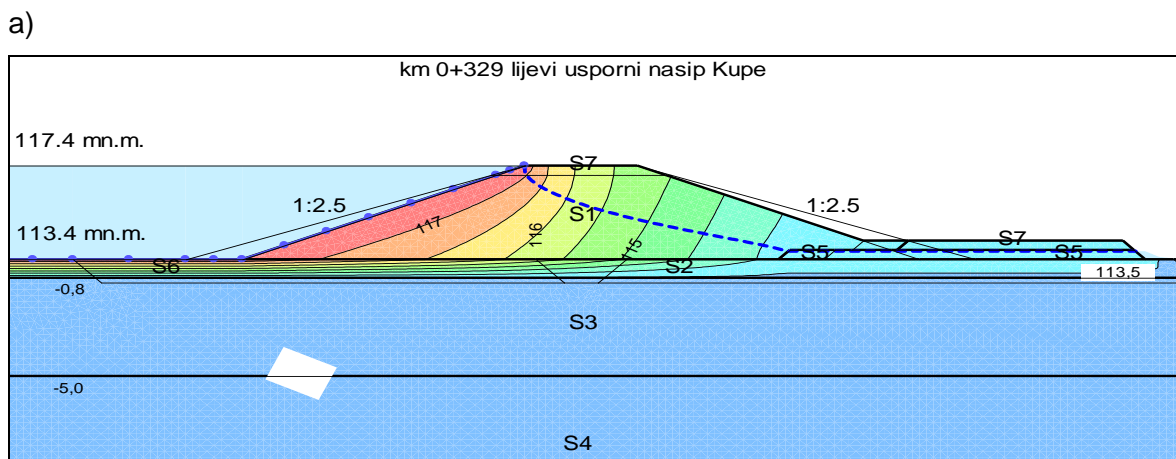 a)
km 0+329 lijevi usporni nasip Kupe
117.4 mn.m.
S7
1:2.5
1:2.5
117
S1
116
115
113.4 mn.m.
S7
S5
S5
S6
S2
113,5
-0,8
S3
-5,0
S4